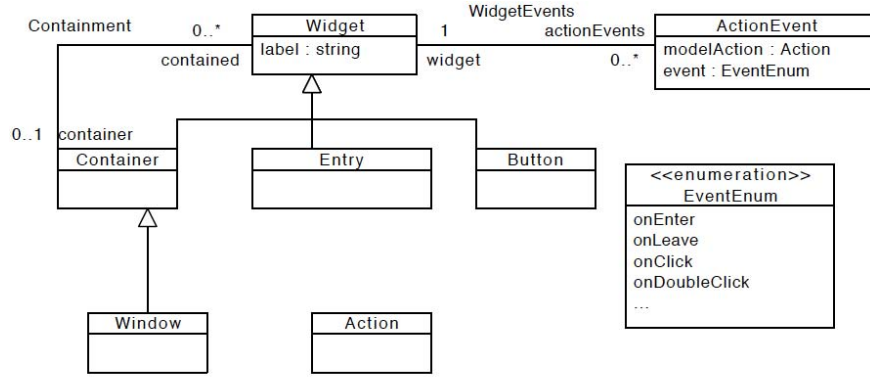 WidgetEvents
Containment
0..*
Widget
1
actionEvents
ActionEvent
label : string
contained
widget
0..*
modelAction : Action
event : EventEnum
0..1
container
Container
Entry
Button
<<enumeration>>
EventEnum
onEnter
onLeave
onClick
onDoubleClick
...
Window
Action